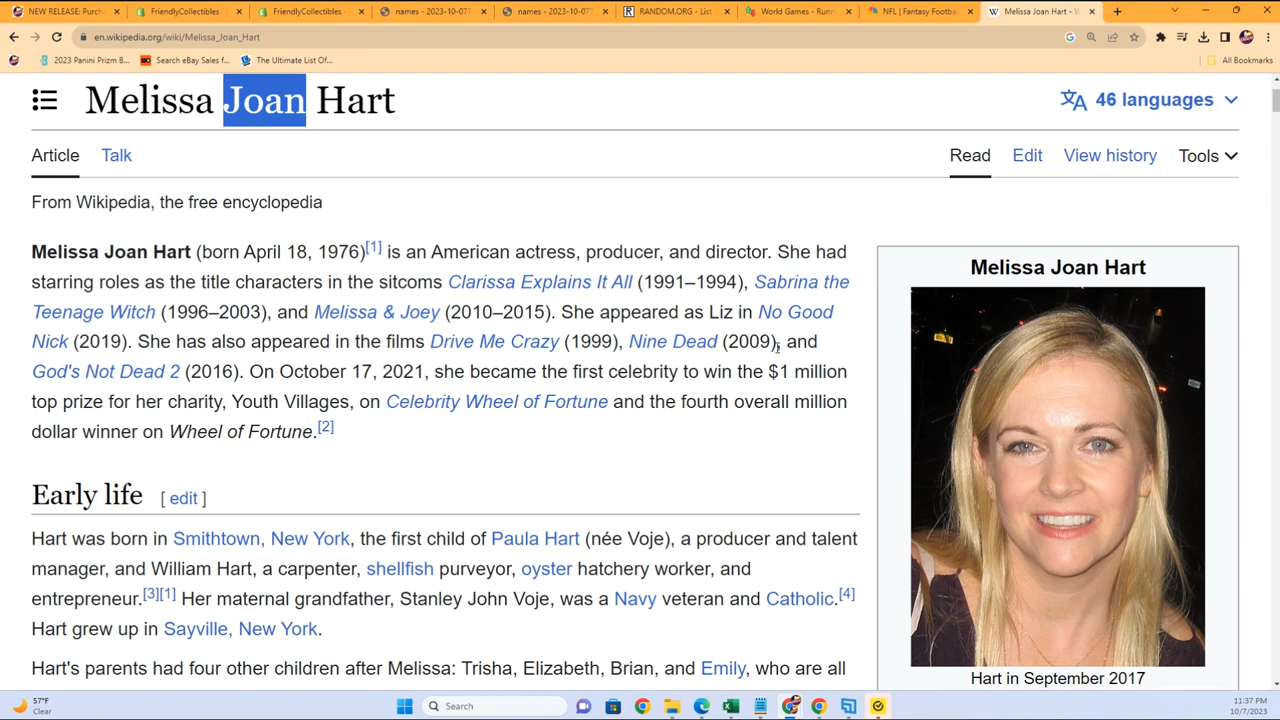 NEW RELEASE: Purch
FriendlyCollectibles -
FriendlyCollectibles -
names - 2023-10-07T
names - 2023-10-07T
RANDOM.ORG - List
World Games - Runn
NFL | Fantasy Footba
Melissa Joan Hart - W
en.wikipedia.org/wiki/Melissa_Joan_Hart
2023 Panini Prizm B...
Search eBay Sales f...
The Ultimate List Of...
All Bookmarks
Melissa Joan Hart
46 languages
Article Talk
Read Edit View history Tools
From Wikipedia, the free encyclopedia
Melissa Joan Hart (born April 18, 1976)[1] is an American actress, producer, and director. She had
starring roles as the title characters in the sitcoms Clarissa Explains It All (1991–1994), Sabrina the
Teenage Witch (1996–2003), and Melissa & Joey (2010–2015). She appeared as Liz in No Good
Nick (2019). She has also appeared in the films Drive Me Crazy (1999), Nine Dead (2009), and
God's Not Dead 2 (2016). On October 17, 2021, she became the first celebrity to win the $1 million
top prize for her charity, Youth Villages, on Celebrity Wheel of Fortune and the fourth overall million
dollar winner on Wheel of Fortune.[2]
Early life [ edit ]
Hart was born in Smithtown, New York, the first child of Paula Hart (née Voje), a producer and talent
manager, and William Hart, a carpenter, shellfish purveyor, oyster hatchery worker, and
entrepreneur.[3][1] Her maternal grandfather, Stanley John Voje, was a Navy veteran and Catholic.[4]
Hart grew up in Sayville, New York.
Hart's parents had four other children after Melissa: Trisha, Elizabeth, Brian, and Emily, who are all
Melissa Joan Hart
Hart in September 2017
57°F
Clear
Search
11:37 PM
10/7/2023